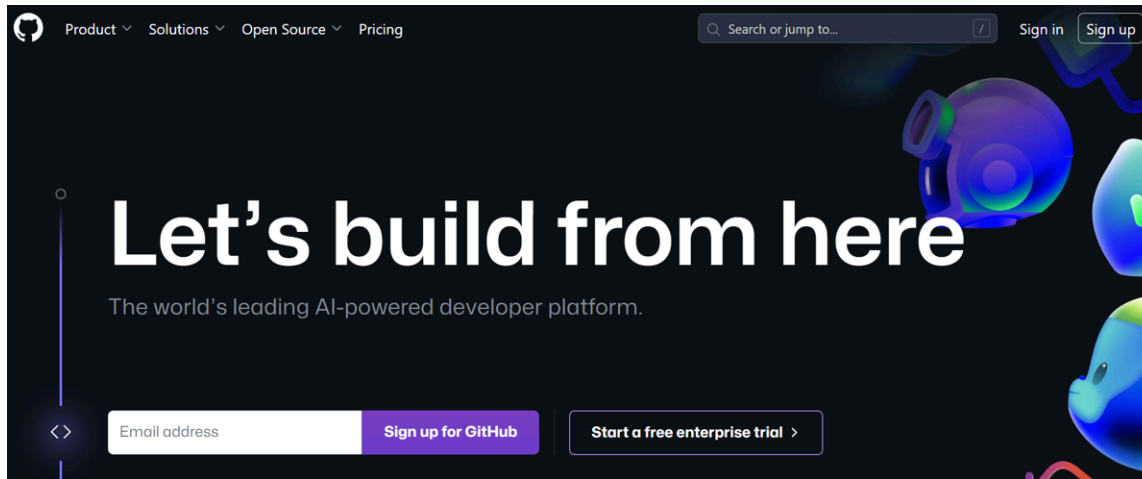 Product Solutions Open Source Pricing Search or jump to... / Sign in Sign up
Let’s build from here
The world’s leading AI-powered developer platform.
Email address Sign up for GitHub Start a free enterprise trial >